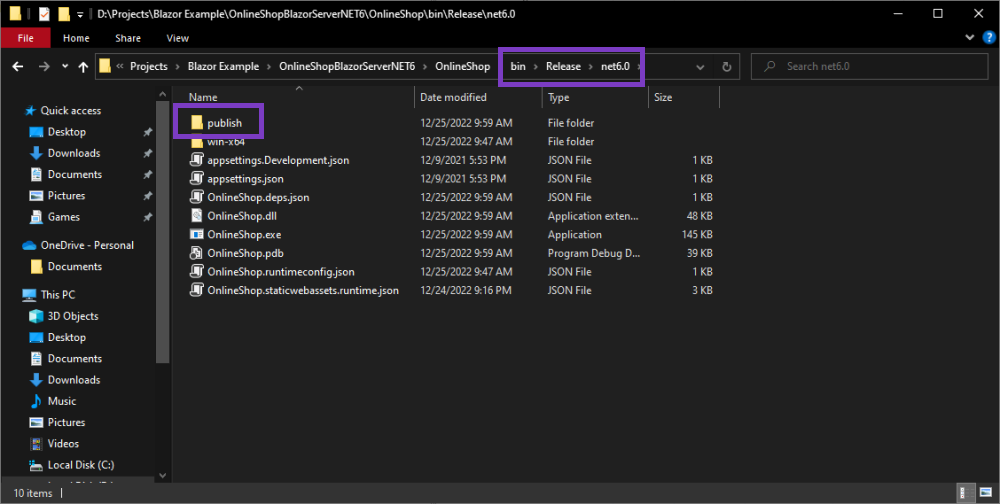 D:\Projects\Blazor Example\OnlineShopBlazorServerNET6\OnlineShop\bin\Release\net6.0
File Home Share View
« Projects › Blazor Example › OnlineShopBlazorServerNET6 › OnlineShop › bin › Release › net6.0 › Search net6.0
Name Date modified Type Size
Quick access
Desktop
Downloads
Documents
Pictures
Games
OneDrive - Personal
Documents
This PC
3D Objects
Desktop
Documents
Downloads
Music
Pictures
Videos
Local Disk (C:)
publish 12/25/2022 9:59 AM File folder
win-x64 12/25/2022 9:59 AM File folder
appsettings.Development.json 12/9/2021 5:53 PM JSON File 1 KB
appsettings.json 12/9/2021 5:53 PM JSON File 1 KB
OnlineShop.deps.json 12/25/2022 9:59 AM JSON File 1 KB
OnlineShop.dll 12/25/2022 9:59 AM Application exten... 48 KB
OnlineShop.exe 12/25/2022 9:59 AM Application 145 KB
OnlineShop.pdb 12/25/2022 9:59 AM Program Debug D... 39 KB
OnlineShop.runtimeconfig.json 12/25/2022 9:47 AM JSON File 1 KB
OnlineShop.staticwebassets.runtime.json 12/24/2022 9:16 PM JSON File 3 KB
10 items